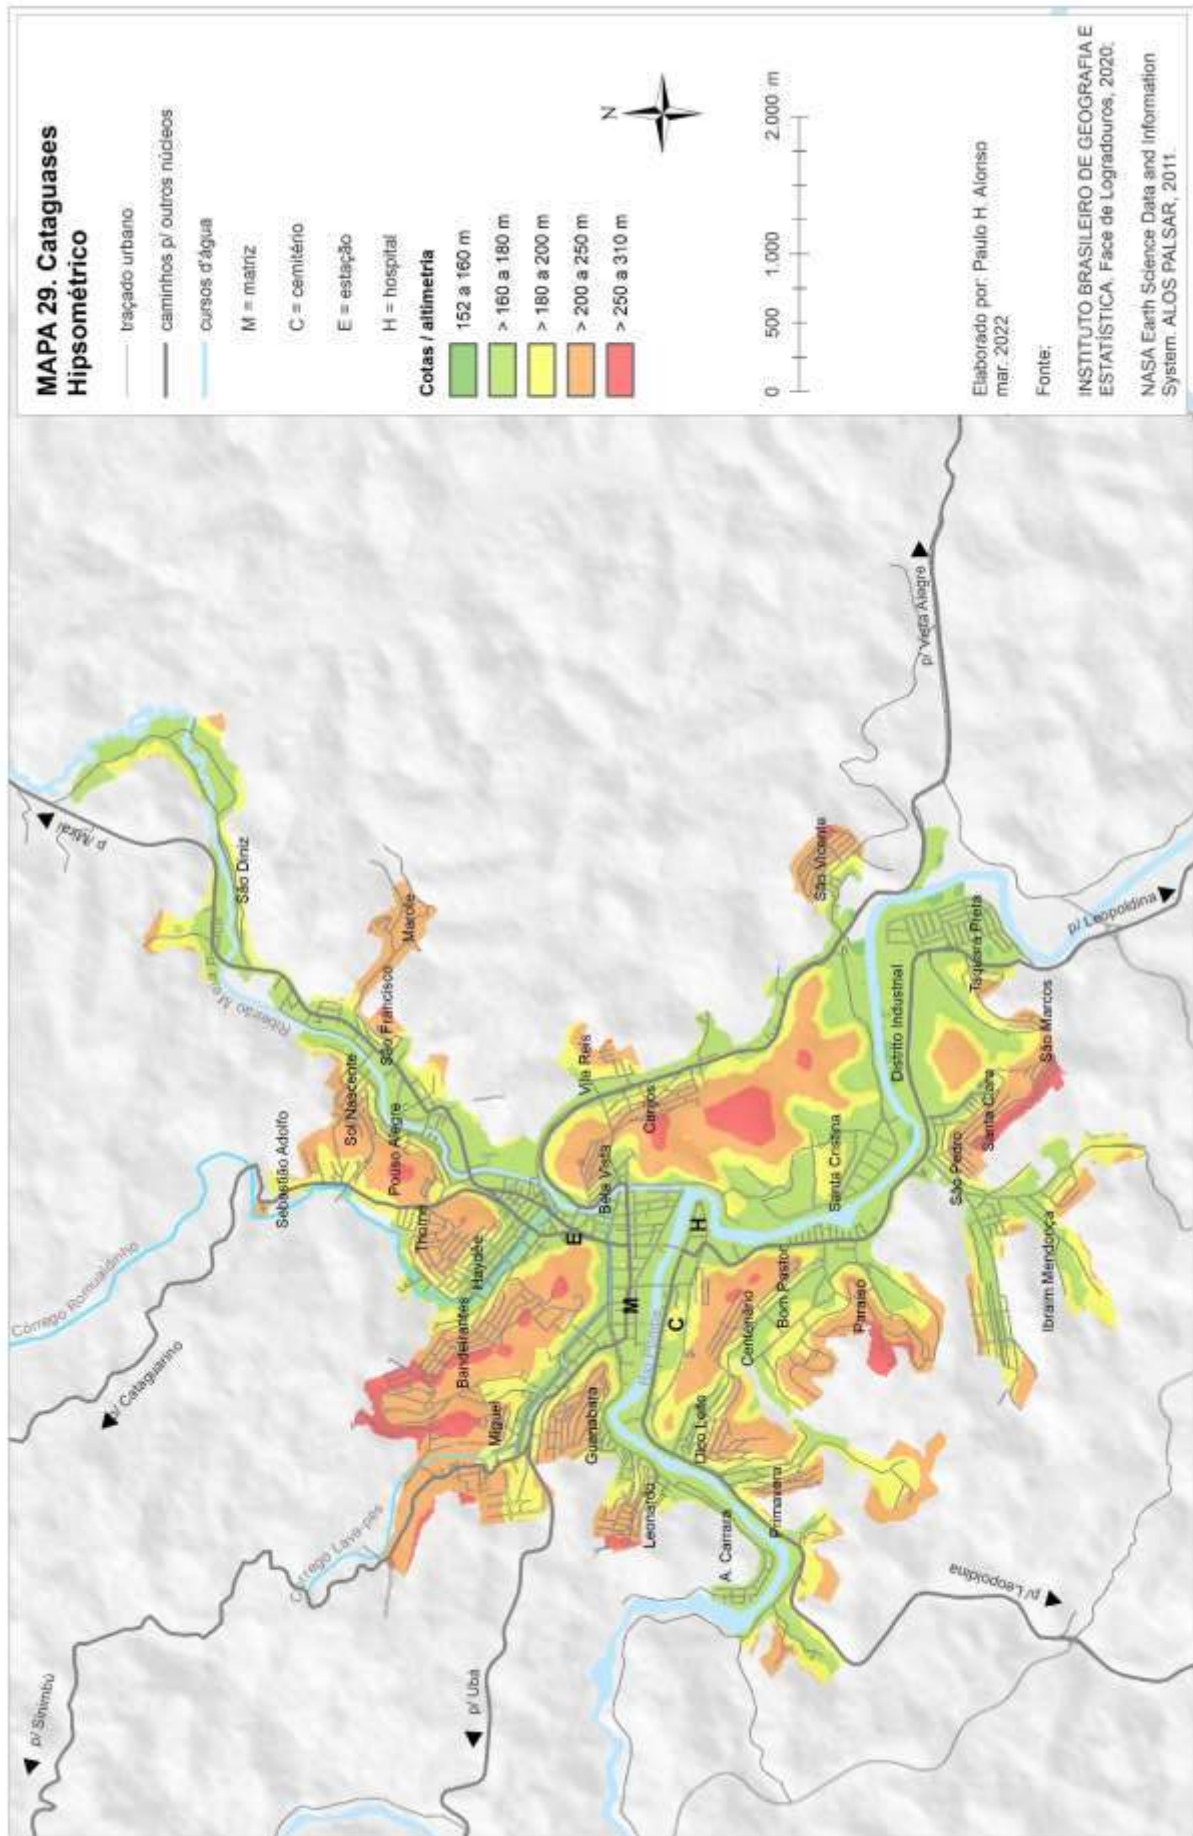 MAPA 29. Cataguases
Hipsométrico
traçado urbano
caminhos p/ outros núcleos
cursos d'água
M = matriz
C = cemitério
E = estação
H = hospital
Cotas / altimetria
152 a 160 m
> 160 a 180 m
> 180 a 200 m
> 200 a 250 m
> 250 a 310 m
N
0 500 1.000 2.000 m
Elaborado por: Paulo H. Alonso
mar. 2022
Fonte:
INSTITUTO BRASILEIRO DE GEOGRAFIA E
ESTATÍSTICA. Face de Logradouros, 2020;
NASA Earth Science Data and Information
System. ALOS PALSAR, 2011.
p/ Sinimbú
p/ Cataguarino
Córrego Romualdinho
p/ Miraí
Córrego Lava-pés
Sebastião Adolfo
Ribeirão Meia
São Diniz
Sol Nascente
São Francisco
Marote
Pouso Alegre
Thomé
Haydêe
Bandeirantes
Miguel
p/ Ubá
E
Bela Vista
Vila Reis
Guanabara
M
Carijós
Leonardo
C
H
Dico Leite
Centenário
Bom Pastor
A. Carrara
Primavera
Paraíso
Santa Cristina
São Vicente
Distrito Industrial
p/ Vista Alegre
p/ Leopoldina
São Pedro
Santa Clara
Taquara Preta
Ibraim Mendonça
São Marcos
p/ Leopoldina